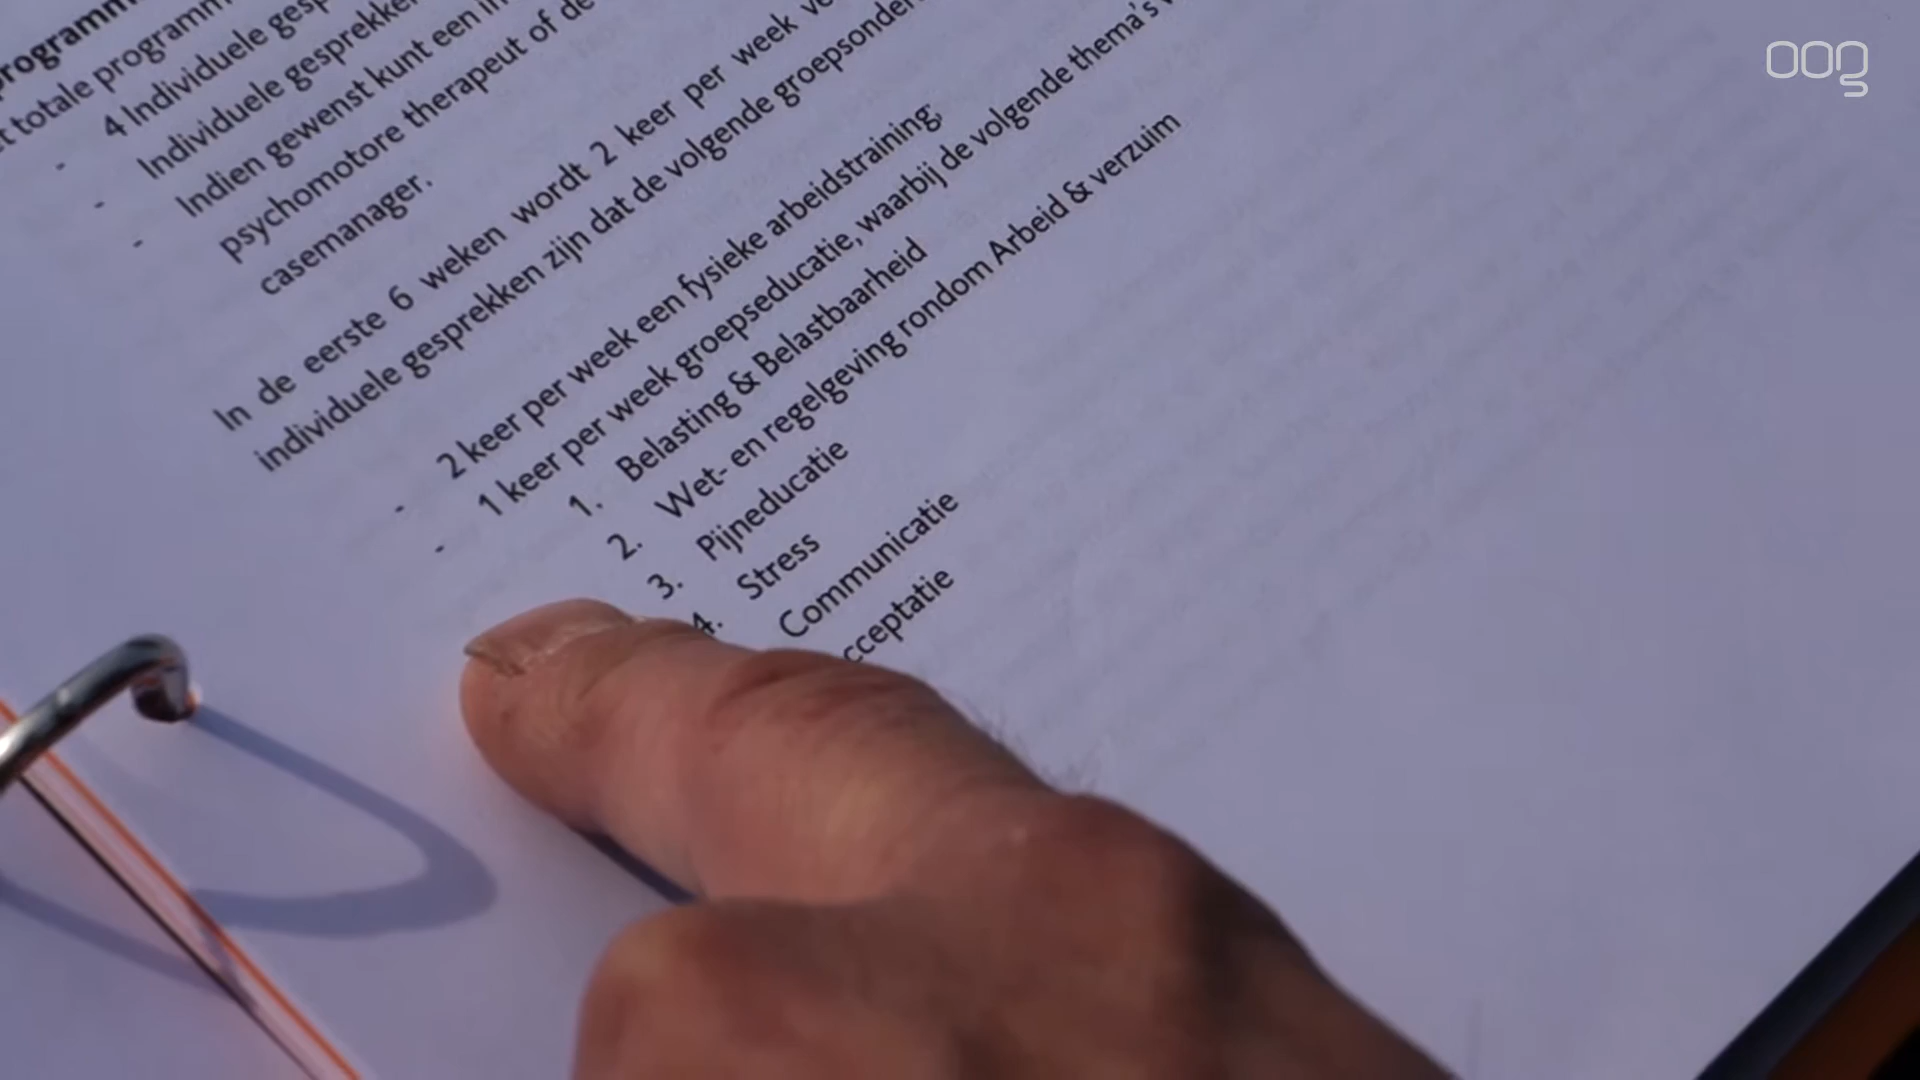 t totale programm
- 4 Individuele
- Individuele gesprekke
- Indien gewenst kunt een
psychomotore therapeut of de
casemanager.
In de eerste 6 weken wordt 2 keer per week
individuele gesprekken zijn dat de volgende groepsonder
- 2 keer per week een fysieke arbeidstraining;
- 1 keer per week groepseducatie, waarbij de volgende thema's
1. Belasting & Belastbaarheid
2. Wet- en regelgeving rondom Arbeid & verzuim
3. Pijneducatie
4. Stress
Communicatie
cceptatie
oog